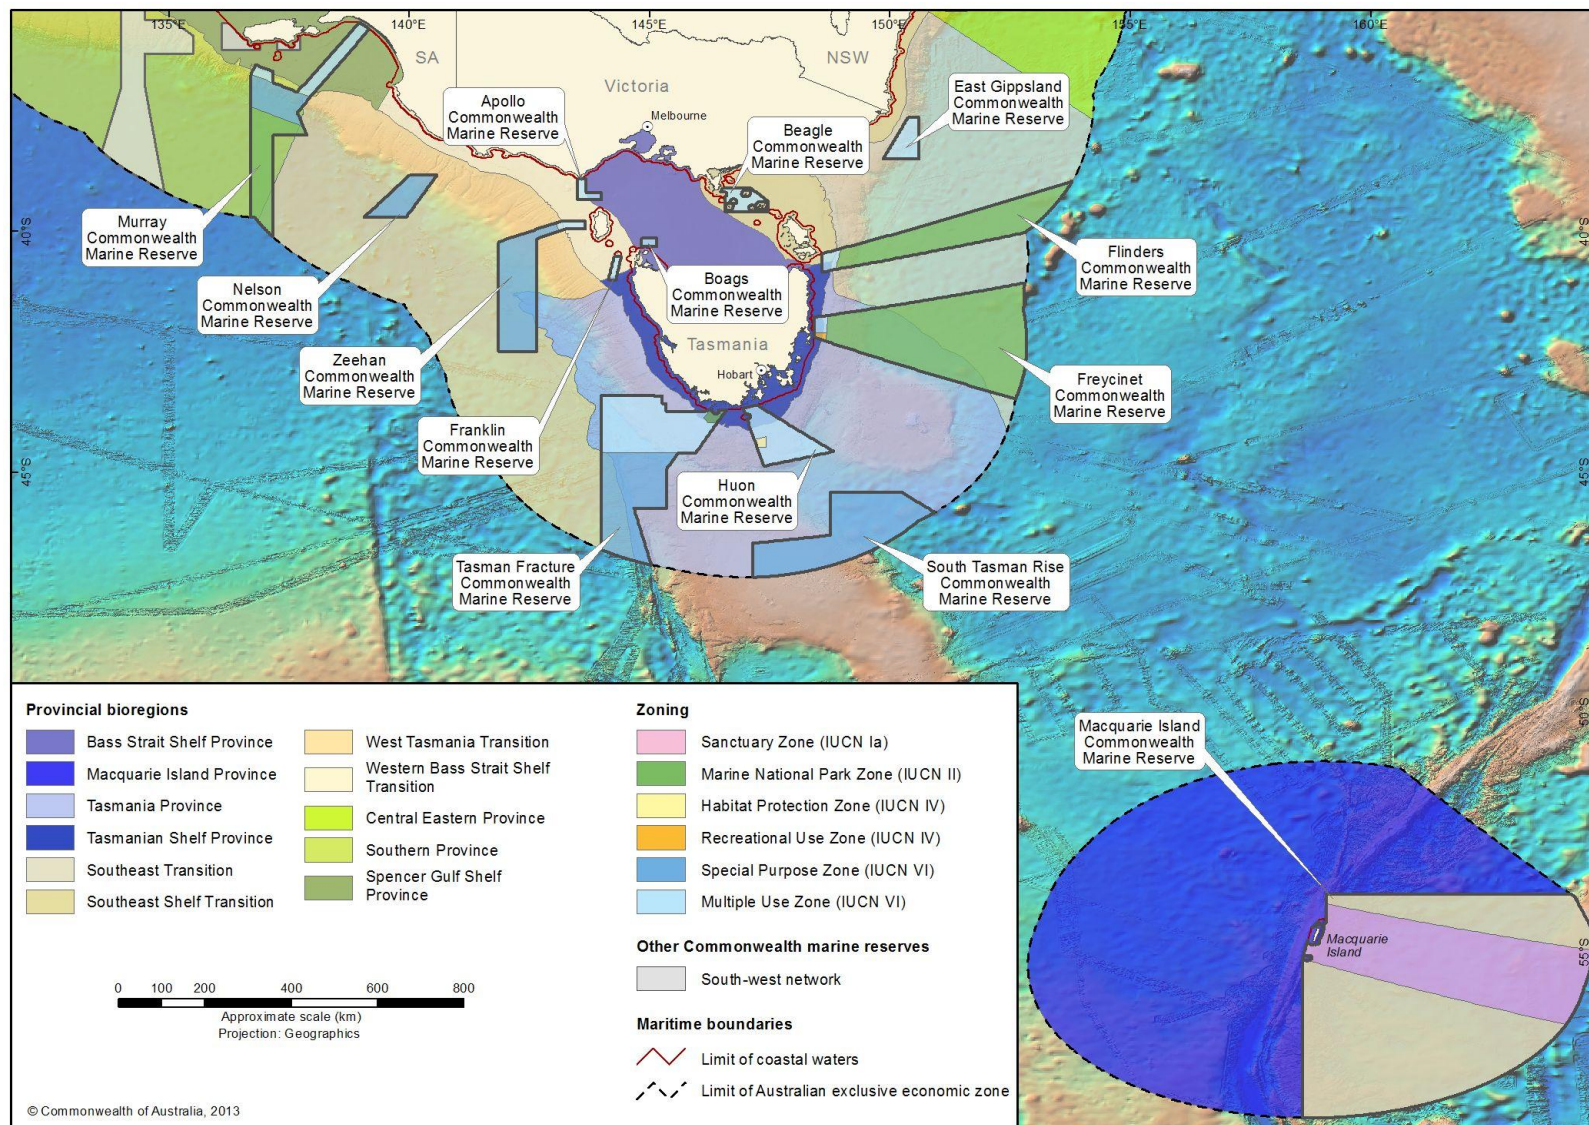 135°E
140°E
145°E
150°E
155°E
160°E
SA
Victoria
NSW
Melbourne
Apollo
Commonwealth
Marine Reserve
Beagle
Commonwealth
Marine Reserve
East Gippsland
Commonwealth
Marine Reserve
40°S
40°S
Murray
Commonwealth
Marine Reserve
Nelson
Commonwealth
Marine Reserve
Boags
Commonwealth
Marine Reserve
Flinders
Commonwealth
Marine Reserve
Zeehan
Commonwealth
Marine Reserve
Tasmania
Hobart
Freycinet
Commonwealth
Marine Reserve
Franklin
Commonwealth
Marine Reserve
45°S
45°S
Huon
Commonwealth
Marine Reserve
Tasman Fracture
Commonwealth
Marine Reserve
South Tasman Rise
Commonwealth
Marine Reserve
50°S
Macquarie Island
Commonwealth
Marine Reserve
Macquarie
Island
55°S
Provincial bioregions
Bass Strait Shelf Province
Macquarie Island Province
Tasmania Province
Tasmanian Shelf Province
Southeast Transition
Southeast Shelf Transition
West Tasmania Transition
Western Bass Strait Shelf
Transition
Central Eastern Province
Southern Province
Spencer Gulf Shelf
Province
Zoning
Sanctuary Zone (IUCN Ia)
Marine National Park Zone (IUCN II)
Habitat Protection Zone (IUCN IV)
Recreational Use Zone (IUCN IV)
Special Purpose Zone (IUCN VI)
Multiple Use Zone (IUCN VI)
Other Commonwealth marine reserves
South-west network
Maritime boundaries
Limit of coastal waters
Limit of Australian exclusive economic zone
0 100 200 400 600 800
Approximate scale (km)
Projection: Geographics
© Commonwealth of Australia, 2013